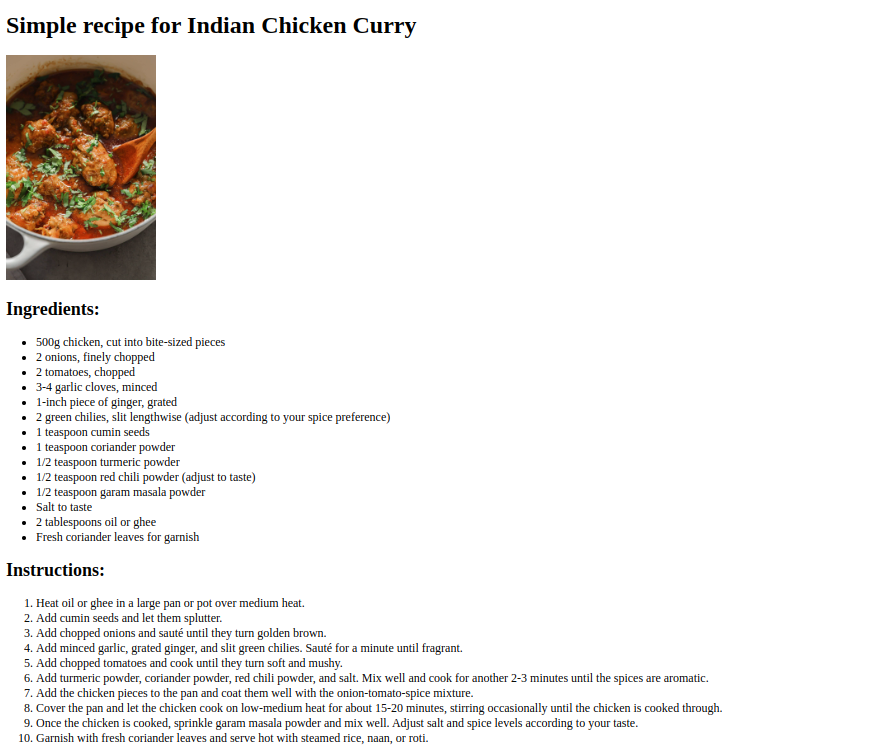 Simple recipe for Indian Chicken Curry
Ingredients:
500g chicken, cut into bite-sized pieces
2 onions, finely chopped
2 tomatoes, chopped
3-4 garlic cloves, minced
1-inch piece of ginger, grated
2 green chilies, slit lengthwise (adjust according to your spice preference)
1 teaspoon cumin seeds
1 teaspoon coriander powder
1/2 teaspoon turmeric powder
1/2 teaspoon red chili powder (adjust to taste)
1/2 teaspoon garam masala powder
Salt to taste
2 tablespoons oil or ghee
Fresh coriander leaves for garnish
Instructions:
1. Heat oil or ghee in a large pan or pot over medium heat.
2. Add cumin seeds and let them splutter.
3. Add chopped onions and sauté until they turn golden brown.
4. Add minced garlic, grated ginger, and slit green chilies. Sauté for a minute until fragrant.
5. Add chopped tomatoes and cook until they turn soft and mushy.
6. Add turmeric powder, coriander powder, red chili powder, and salt. Mix well and cook for another 2-3 minutes until the spices are aromatic.
7. Add the chicken pieces to the pan and coat them well with the onion-tomato-spice mixture.
8. Cover the pan and let the chicken cook on low-medium heat for about 15-20 minutes, stirring occasionally until the chicken is cooked through.
9. Once the chicken is cooked, sprinkle garam masala powder and mix well. Adjust salt and spice levels according to your taste.
10. Garnish with fresh coriander leaves and serve hot with steamed rice, naan, or roti.